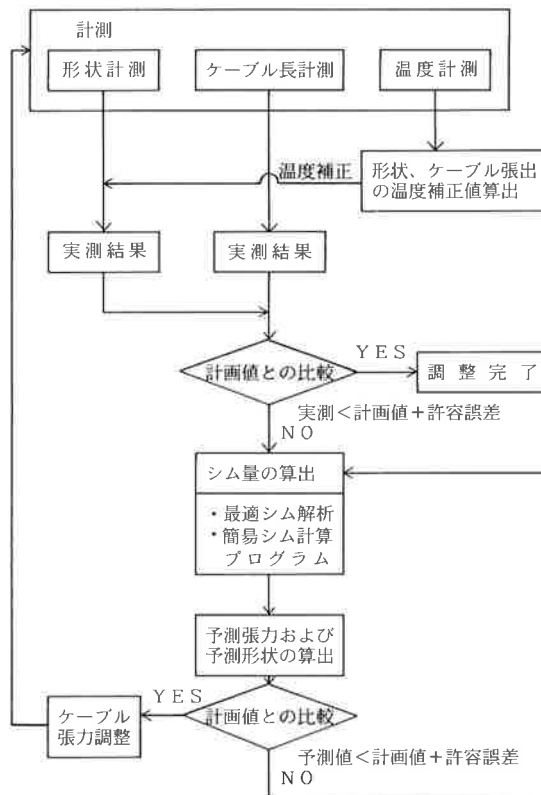 計測
形状計測
ケーブル長計測
温度計測
温度補正
形状、ケーブル張出
の温度補正値算出
実測結果
実測結果
計画値との比較
YES
調整完了
実測<計画値+許容誤差
NO
シム量の算出
・最適シム解析
・簡易シム計算
プログラム
予測張力および
予測形状の算出
計画値との比較
YES
ケーブル
張力調整
予測値<計画値+許容誤差
NO